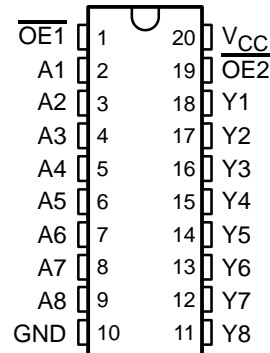 O̅E̅1̅ 1 20 VCC
A1 2 19 O̅E̅2̅
A2 3 18 Y1
A3 4 17 Y2
A4 5 16 Y3
A5 6 15 Y4
A6 7 14 Y5
A7 8 13 Y6
A8 9 12 Y7
GND 10 11 Y8